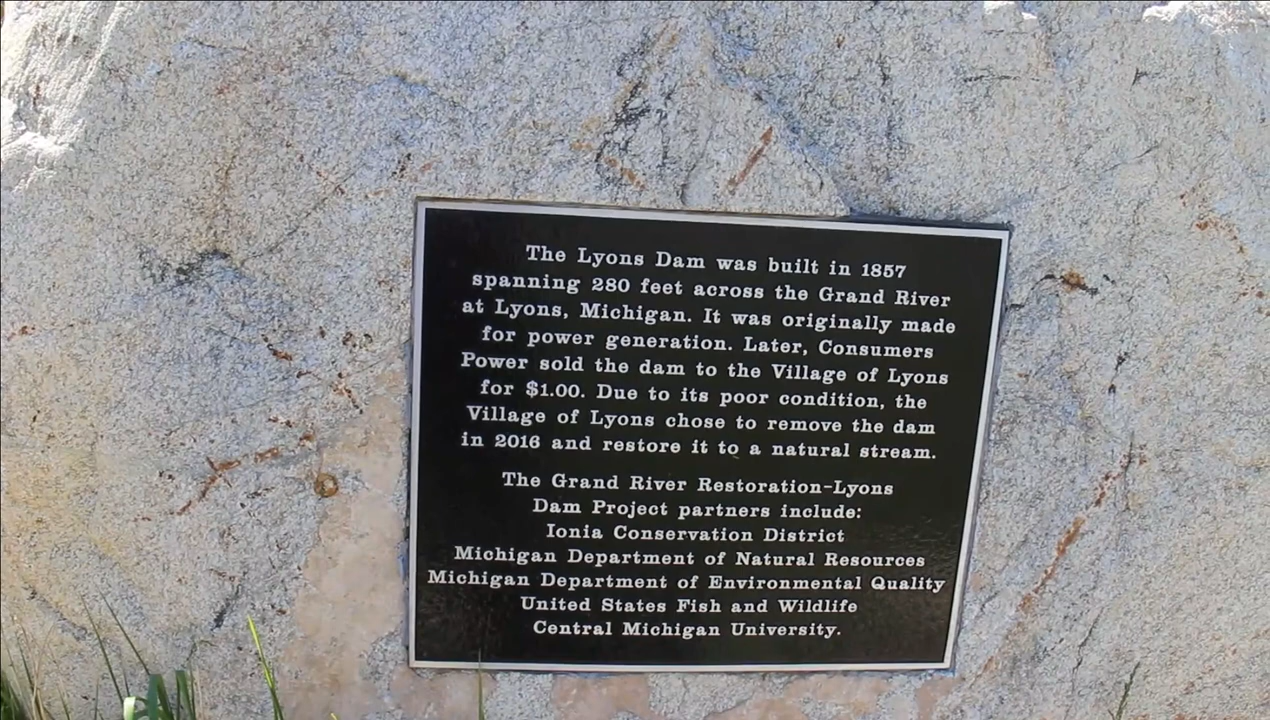 The Lyons Dam was built in 1857
spanning 280 feet across the Grand River
at Lyons, Michigan. It was originally made
for power generation. Later, Consumers
Power sold the dam to the Village of Lyons
for $1.00. Due to its poor condition, the
Village of Lyons chose to remove the dam
in 2016 and restore it to a natural stream.
The Grand River Restoration-Lyons
Dam Project partners include:
Ionia Conservation District
Michigan Department of Natural Resources
Michigan Department of Environmental Quality
United States Fish and Wildlife
Central Michigan University.